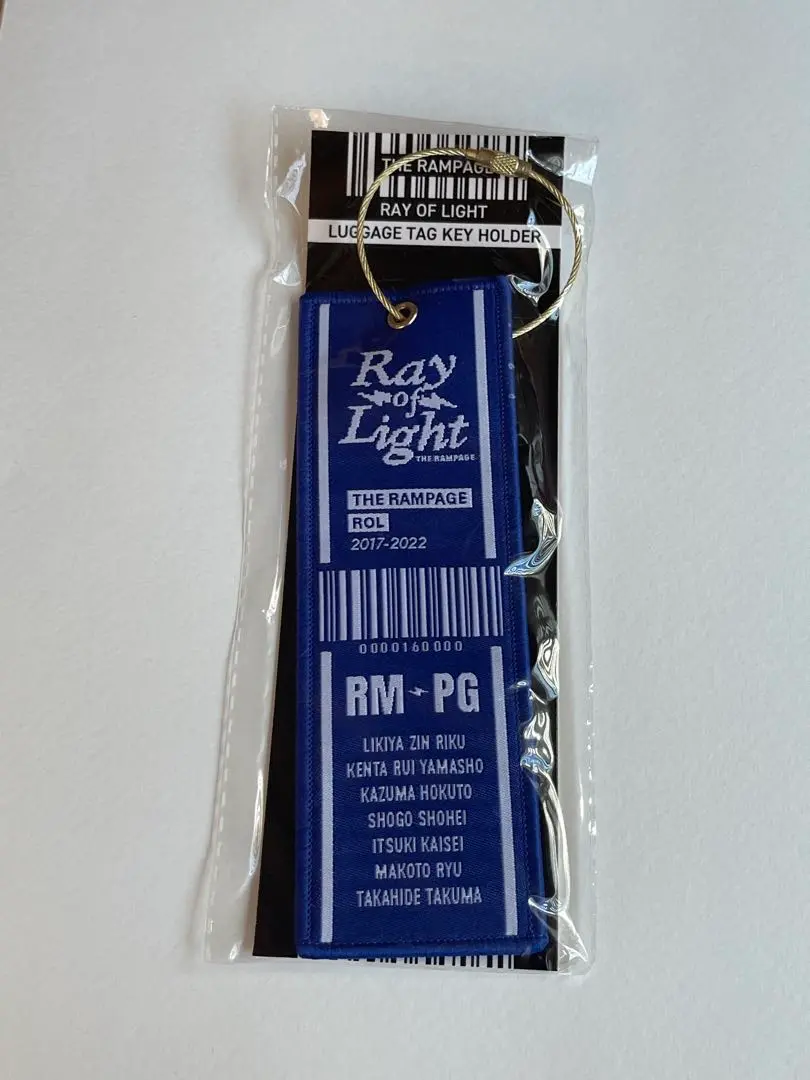 THE RAMPAGE
RAY OF LIGHT
LUGGAGE TAG KEY HOLDER
Ray
of
Light
THE RAMPAGE
THE RAMPAGE
ROL
2017-2022
0000160000
RM PG
LIKIYA ZIN RIKU
KENTA RUI YAMASHO
KAZUMA HOKUTO
SHOGO SHOHEI
ITSUKI KAISEI
MAKOTO RYU
TAKAHIDE TAKUMA